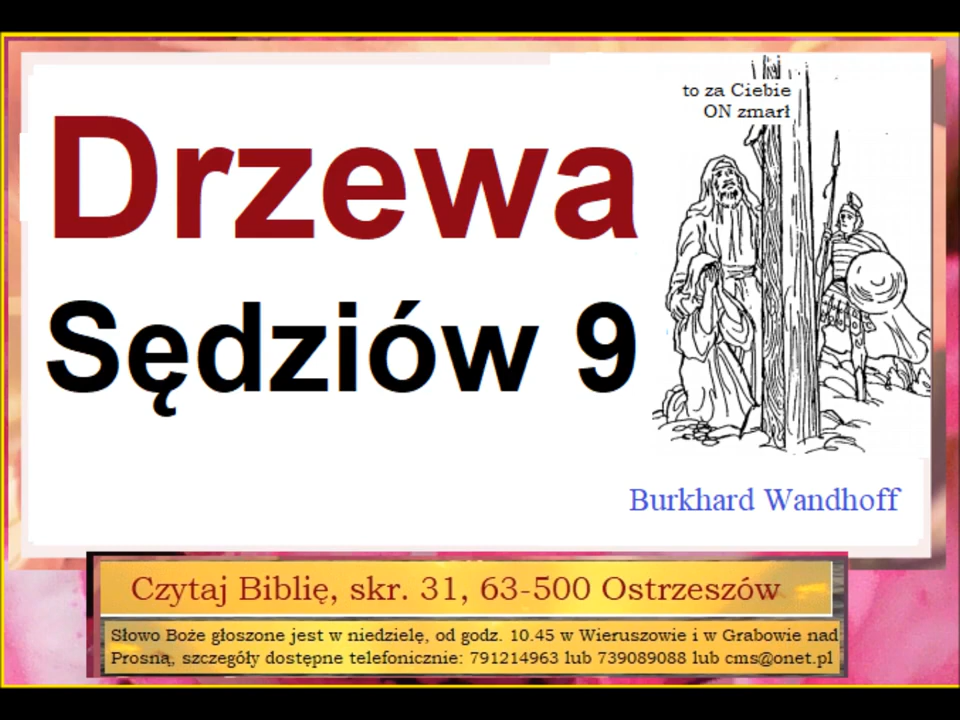 to za Ciebie
ON zmarł
Drzewa
Sędziów 9
Burkhard Wandhoff
Czytaj Biblię, skr. 31, 63-500 Ostrzeszów
Słowo Boże głoszone jest w niedzielę, od godz. 10.45 w Wieruszowie i w Grabowie nad
Prosną, szczegóły dostępne telefonicznie: 791214963 lub 739089088 lub cms@onet.pl